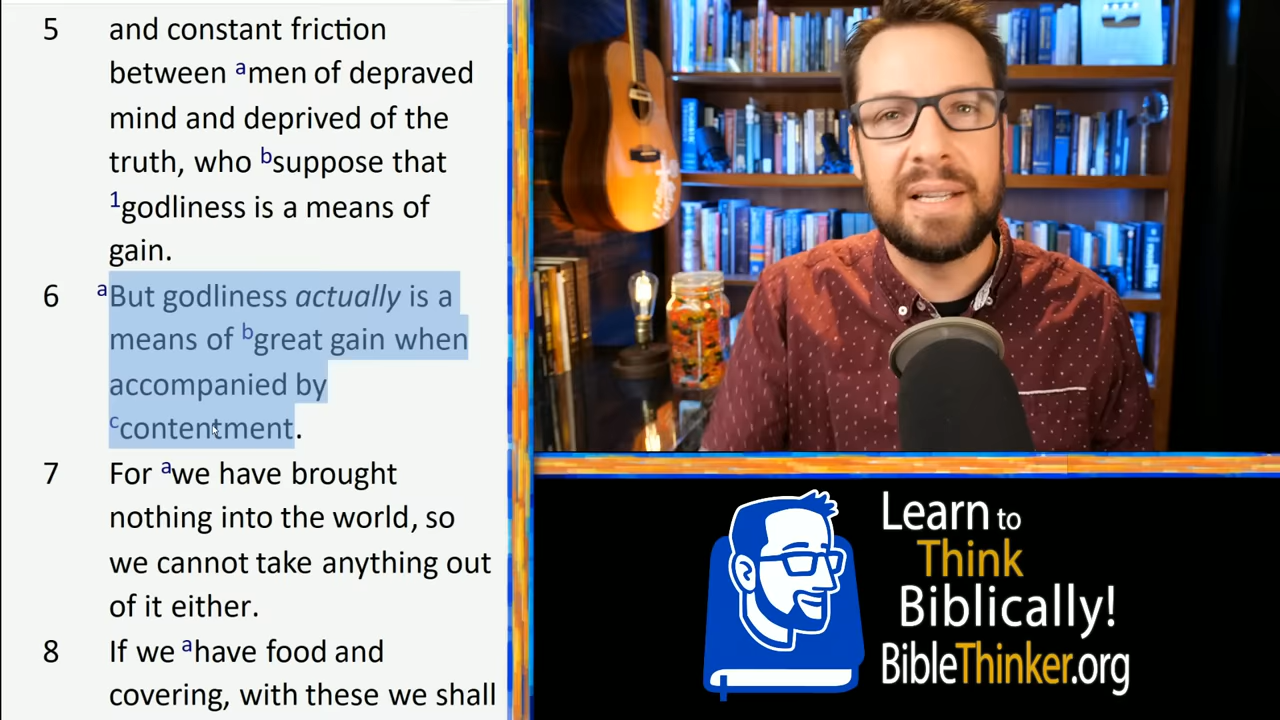 5 and constant friction
between ᵃmen of depraved
mind and deprived of the
truth, who ᵇsuppose that
¹godliness is a means of
gain.
6 ᵃBut godliness actually is a
means of ᵇgreat gain when
accompanied by
ᶜcontentment.
7 For ᵃwe have brought
nothing into the world, so
we cannot take anything out
of it either.
8 If we ᵃhave food and
covering, with these we shall
Learn to
Think
Biblically!
BibleThinker.org